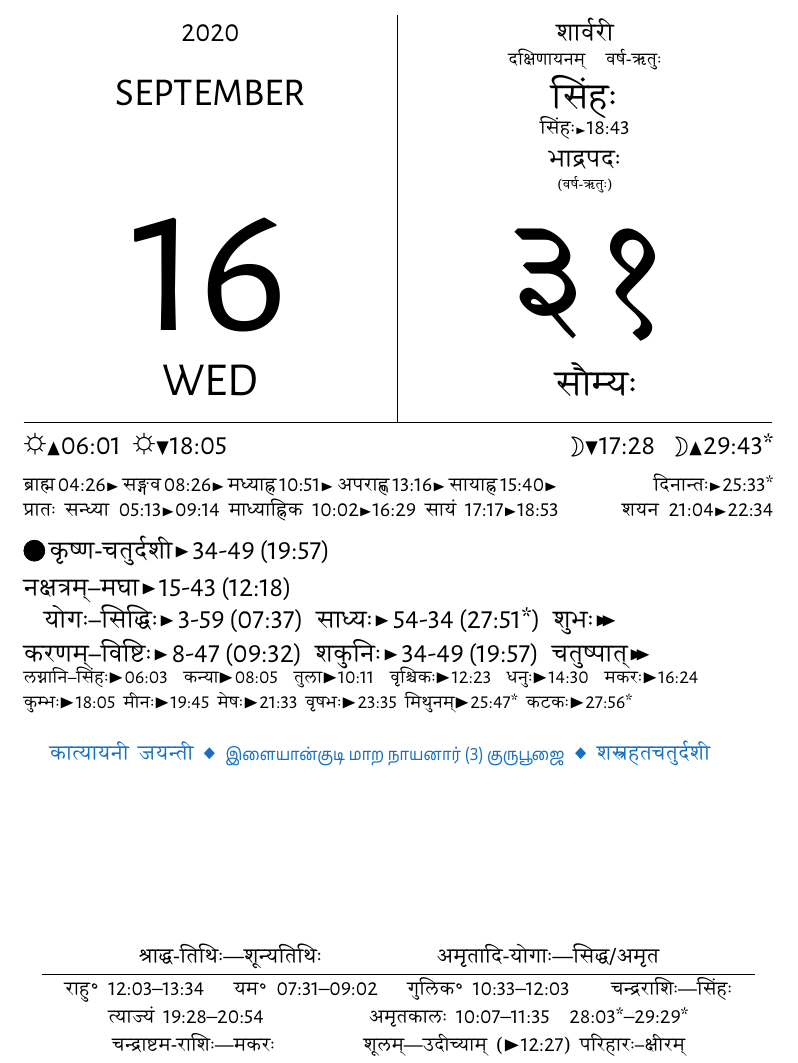 2020
SEPTEMBER
16
WED
शार्वरी
दक्षिणायनम् वर्ष-ऋतुः
सिंहः
सिंहः►18:43
भाद्रपदः
(वर्ष-ऋतुः)
३१
सौम्यः
☼▲06:01 ☼▼18:05 ☽▼17:28 ☽▲29:43*
ब्राह्म 04:26► सङ्गव 08:26► मध्याह्न 10:51► अपराह्ण 13:16► सायाह्न 15:40► दिनान्तः►25:33*
प्रातः सन्ध्या 05:13►09:14 माध्याह्निक 10:02►16:29 सायं 17:17►18:53 शयन 21:04►22:34
●कृष्ण-चतुर्दशी►34-49 (19:57)
नक्षत्रम्–मघा►15-43 (12:18)
योगः–सिद्धिः►3-59 (07:37) साध्यः►54-34 (27:51*) शुभः►►
करणम्–विष्टिः►8-47 (09:32) शकुनिः►34-49 (19:57) चतुष्पात्►►
लग्नानि–सिंहः►06:03 कन्या►08:05 तुला►10:11 वृश्चिकः►12:23 धनुः►14:30 मकरः►16:24
कुम्भः►18:05 मीनः►19:45 मेषः►21:33 वृषभः►23:35 मिथुनम्►25:47* कटकः►27:56*
कात्यायनी जयन्ती ◆ இளையான்குடி மாற நாயனார் (3) குருபூஜை ◆ शस्त्रहतचतुर्दशी
श्राद्ध-तिथिः—शून्यतिथिः अमृतादि-योगाः—सिद्ध/अमृत
राहु॰ 12:03–13:34 यम॰ 07:31–09:02 गुलिक॰ 10:33–12:03 चन्द्रराशिः—सिंहः
त्याज्यं 19:28–20:54 अमृतकालः 10:07–11:35 28:03*–29:29*
चन्द्राष्टम-राशिः—मकरः शूलम्—उदीच्याम् (►12:27) परिहारः–क्षीरम्